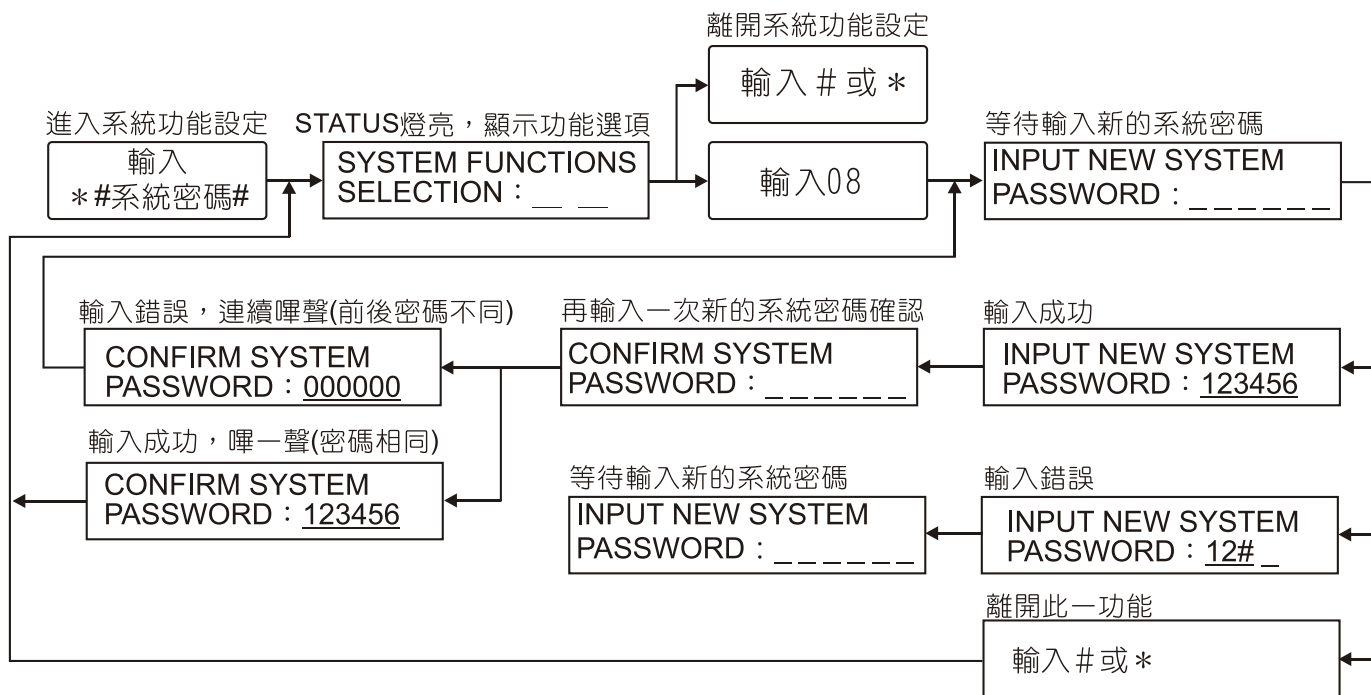 離開系統功能設定
輸入#或*
進入系統功能設定
輸入
*#系統密碼#
STATUS燈亮,顯示功能選項
SYSTEM FUNCTIONS
SELECTION:_ _
輸入08
等待輸入新的系統密碼
INPUT NEW SYSTEM
PASSWORD:_ _ _ _ _ _
輸入錯誤,連續嗶聲(前後密碼不同)
CONFIRM SYSTEM
PASSWORD:000000
再輸入一次新的系統密碼確認
CONFIRM SYSTEM
PASSWORD:_ _ _ _ _ _
輸入成功
INPUT NEW SYSTEM
PASSWORD:123456
輸入成功,嗶一聲(密碼相同)
CONFIRM SYSTEM
PASSWORD:123456
等待輸入新的系統密碼
INPUT NEW SYSTEM
PASSWORD:_ _ _ _ _ _
輸入錯誤
INPUT NEW SYSTEM
PASSWORD:12#_
離開此一功能
輸入#或*